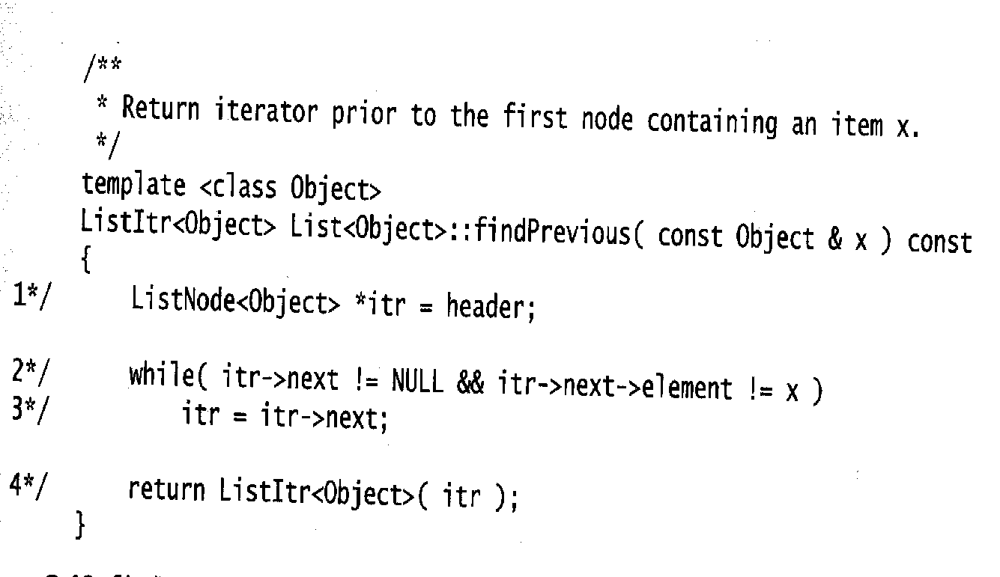 /**
* Return iterator prior to the first node containing an item x.
*/
template <class Object>
ListItr<Object> List<Object>::findPrevious( const Object & x ) const
{
1*/ ListNode<Object> *itr = header;
2*/ while( itr->next != NULL && itr->next->element != x )
3*/ itr = itr->next;
4*/ return ListItr<Object>( itr );
}